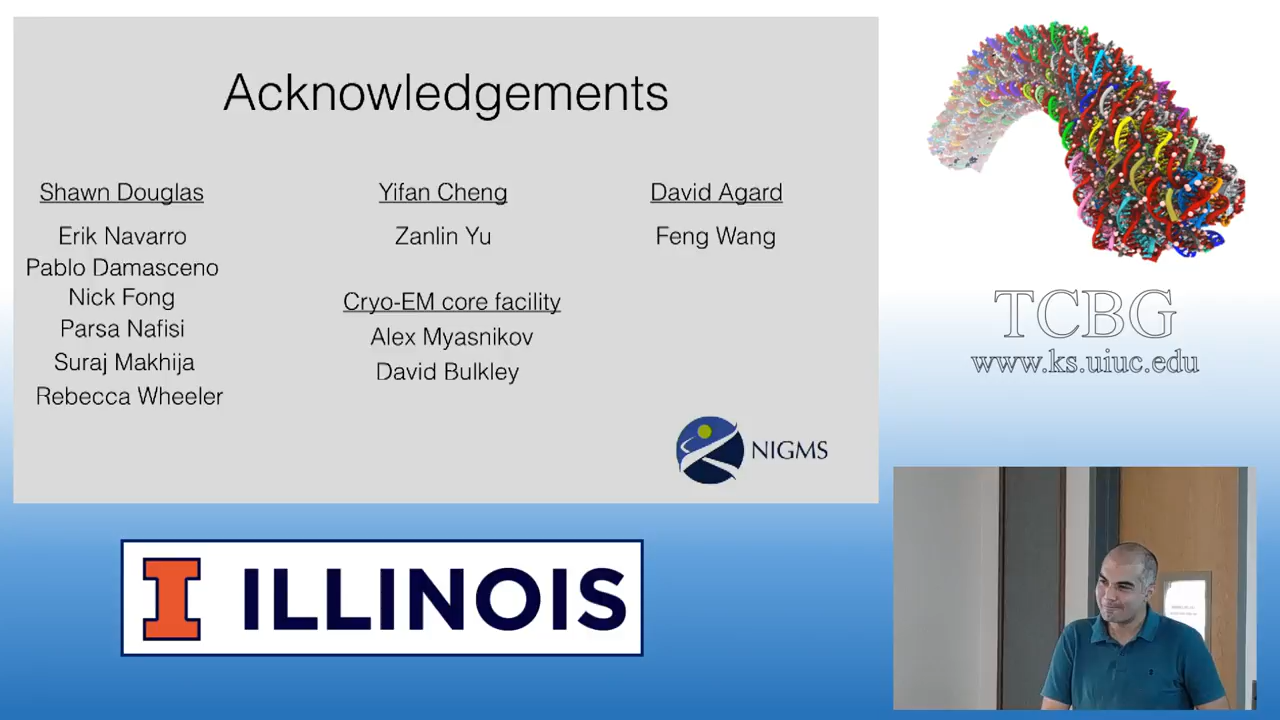 Acknowledgements
Shawn Douglas
Erik Navarro
Pablo Damasceno
Nick Fong
Parsa Nafisi
Suraj Makhija
Rebecca Wheeler
Yifan Cheng
Zanlin Yu
Cryo-EM core facility
Alex Myasnikov
David Bulkley
David Agard
Feng Wang
NIGMS
TCBG
www.ks.uiuc.edu
I ILLINOIS